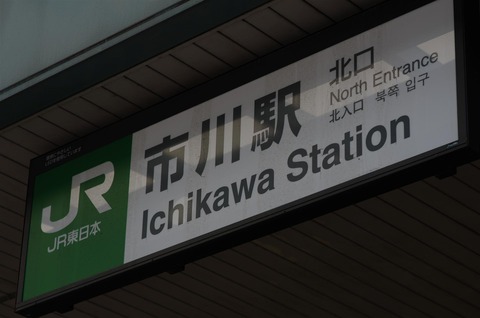 JR
JR東日本
市川駅
Ichikawa Station
北口
North Entrance
北入口 북쪽 입구